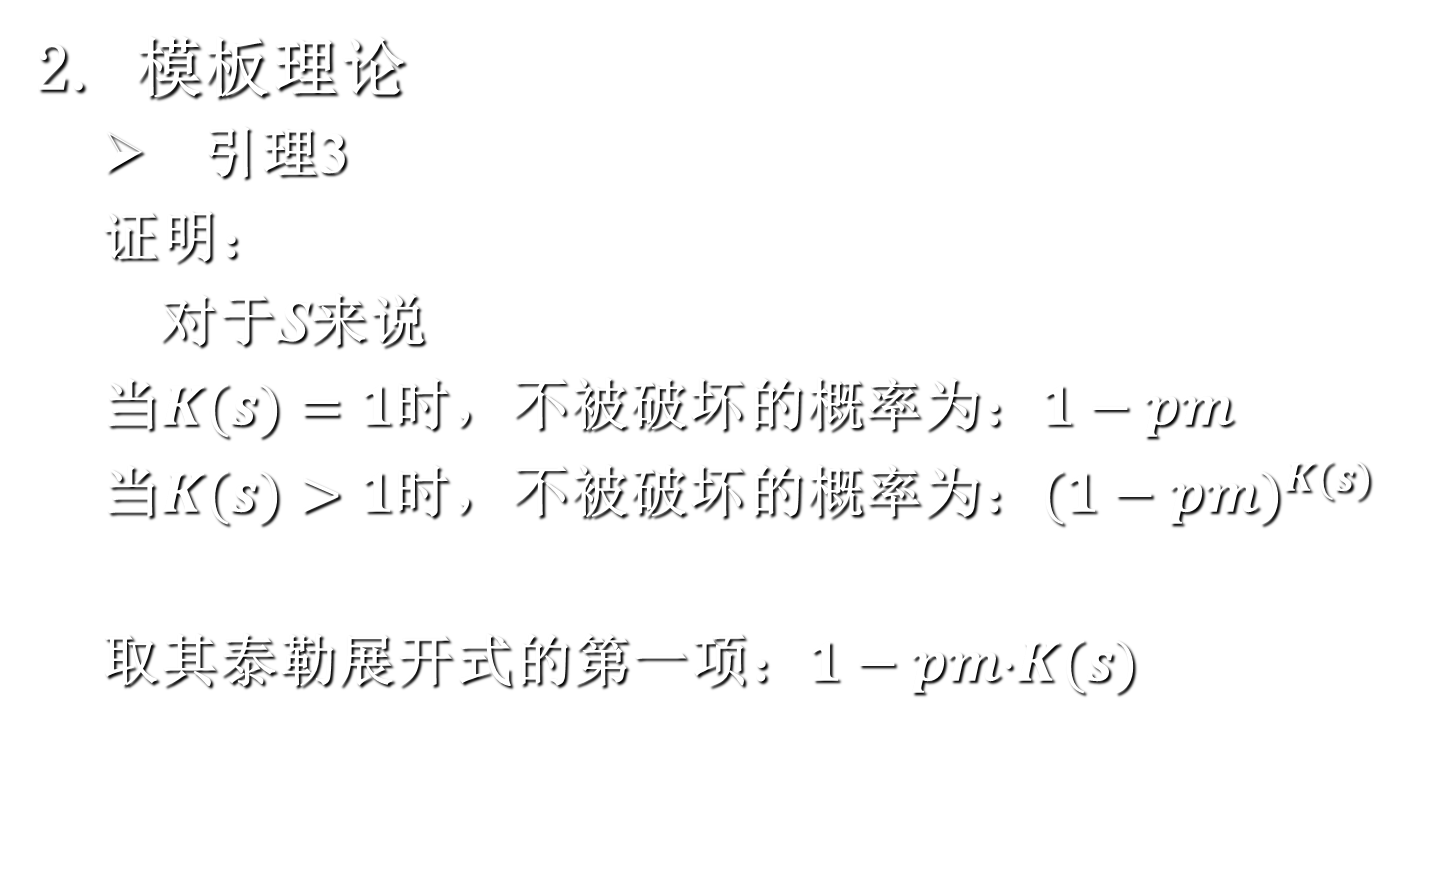 2. 模板理论
➢ 引理3
证明：
对于S来说
当K(s) = 1时，不被破坏的概率为：1 − pm
当K(s) > 1时，不被破坏的概率为：(1 − pm)^{K(s)}
取其泰勒展开式的第一项：1 − pm·K(s)